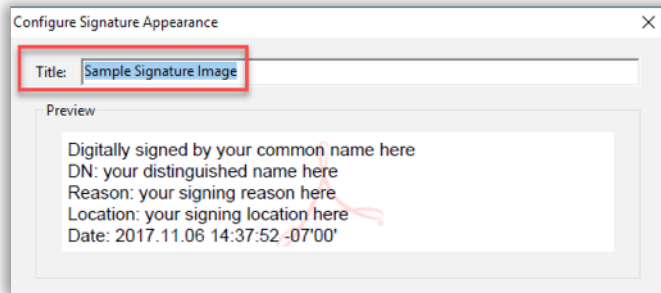 Configure Signature Appearance
Title: Sample Signature Image
Preview
Digitally signed by your common name here
DN: your distinguished name here
Reason: your signing reason here
Location: your signing location here
Date: 2017.11.06 14:37:52 -07'00'